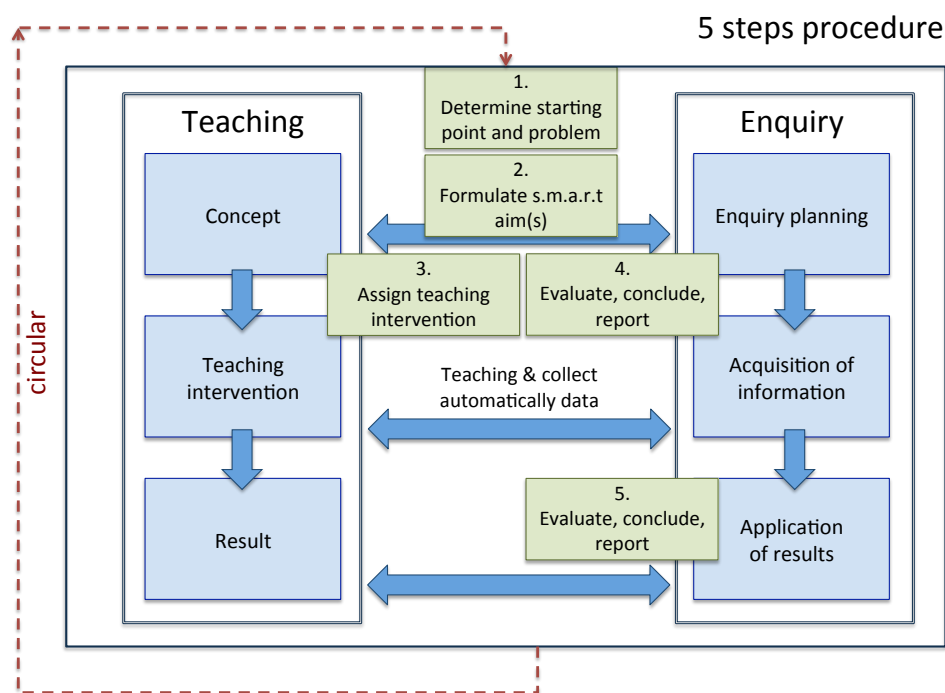 5 steps procedure
1.
Determine starting
point and problem
Teaching
Enquiry
2.
Formulate s.m.a.r.t
aim(s)
Concept
Enquiry planning
3.
Assign teaching
intervention
4.
Evaluate, conclude,
report
circular
Teaching
intervention
Teaching & collect
automatically data
Acquisition of
information
5.
Evaluate, conclude,
report
Result
Application
of results